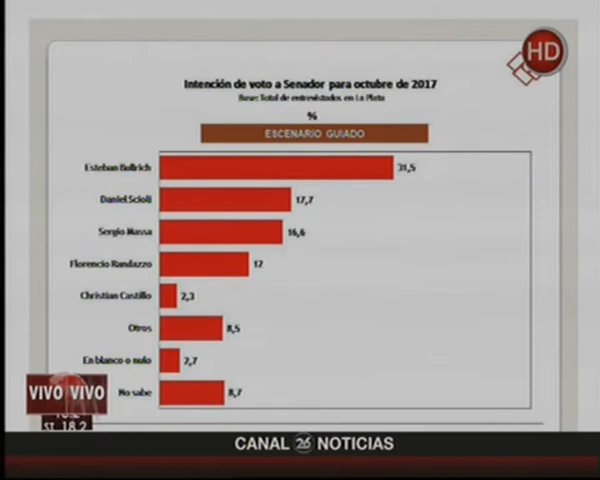 HD
Intención de voto a Senador para octubre de 2017
Base: Total de entrevistados en La Plata
%
ESCENARIO GUIADO
Esteban Bullrich 31,5
Daniel Scioli 17,7
Sergio Massa 16,6
Florencio Randazzo 12
Christian Castillo 2,3
Otros 8,5
En blanco o nulo 2,7
No sabe 8,7
VIVO VIVO
ST 18.2
CANAL 26 NOTICIAS